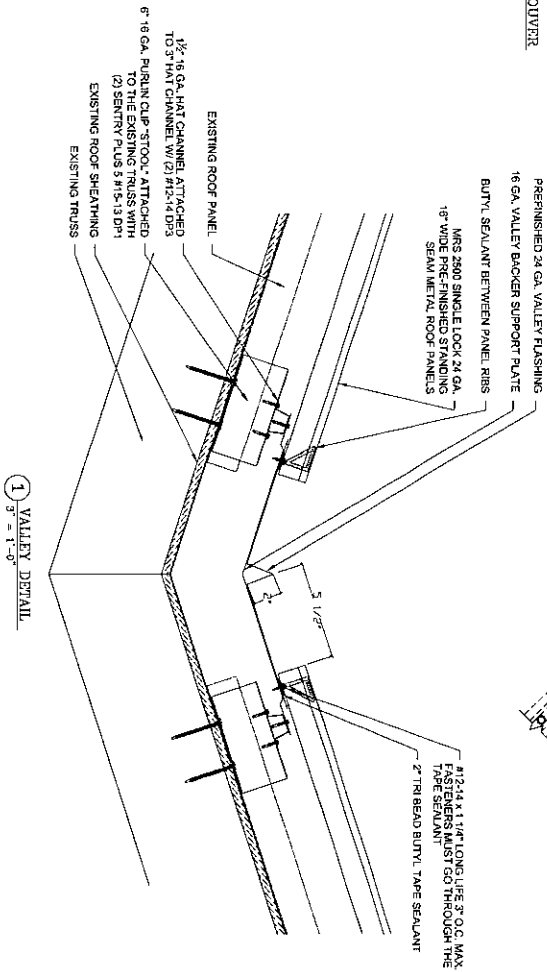 OUVER
PREFINISHED 24 GA. VALLEY FLASHING
16 GA. VALLEY BACKER SUPPORT PLATE
BUTYL SEALANT BETWEEN PANEL RIBS
MRS 2500 SINGLE LOCK 24 GA.
16" WIDE PRE-FINISHED STANDING
SEAM METAL ROOF PANELS
EXISTING ROOF PANEL
1½" 16 GA. HAT CHANNEL ATTACHED
TO 3" HAT CHANNEL W/ (2) #12-14 DP3
6" 16 GA. PURLIN CLIP "STOOL" ATTACHED
TO THE EXISTING TRUSS WITH
(2) SENTRY PLUS 5 #15-13 DP1
EXISTING ROOF SHEATHING
EXISTING TRUSS
5 1/2"
2"
#12-14 x 1 1/4" LONG LIFE 3" O.C. MAX.
FASTENERS MUST GO THROUGH THE
TAPE SEALANT
2" TRI BEAD BUTYL TAPE SEALANT
1 VALLEY DETAIL
3" = 1'-0"